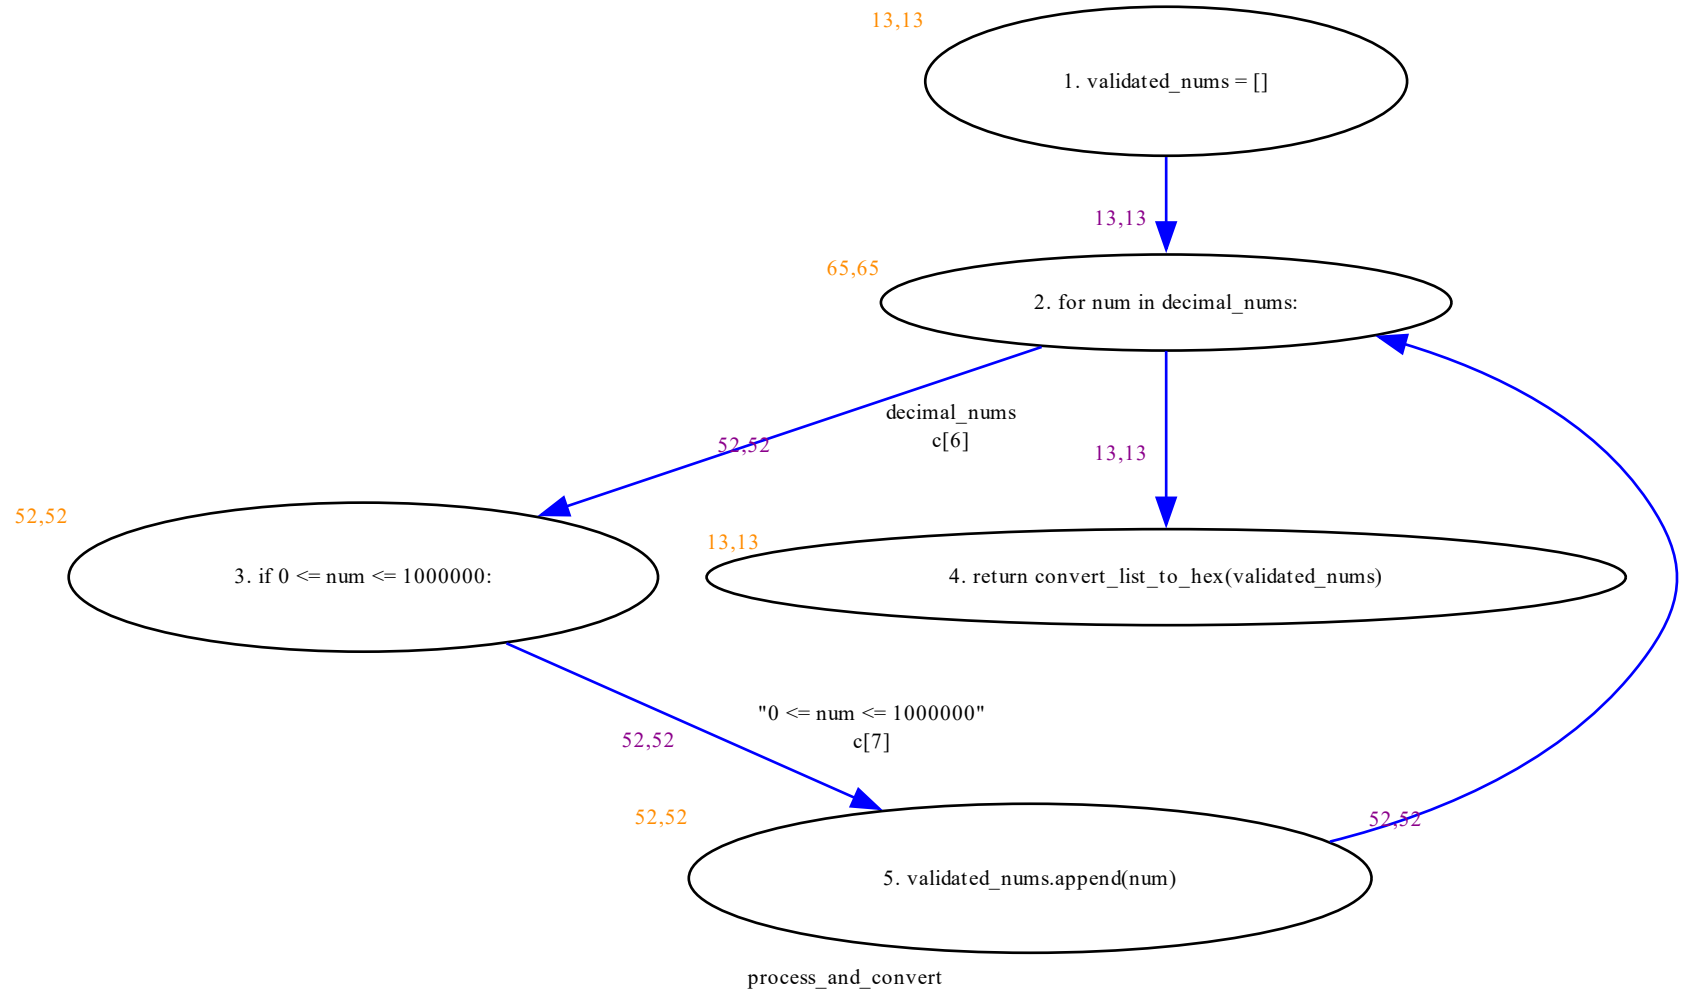 13,13
1. validated_nums = []
13,13
65,65
2. for num in decimal_nums:
decimal_nums
c[6]
52,52
13,13
52,52
3. if 0 <= num <= 1000000:
13,13
4. return convert_list_to_hex(validated_nums)
"0 <= num <= 1000000"
c[7]
52,52
52,52
5. validated_nums.append(num)
52,52
process_and_convert